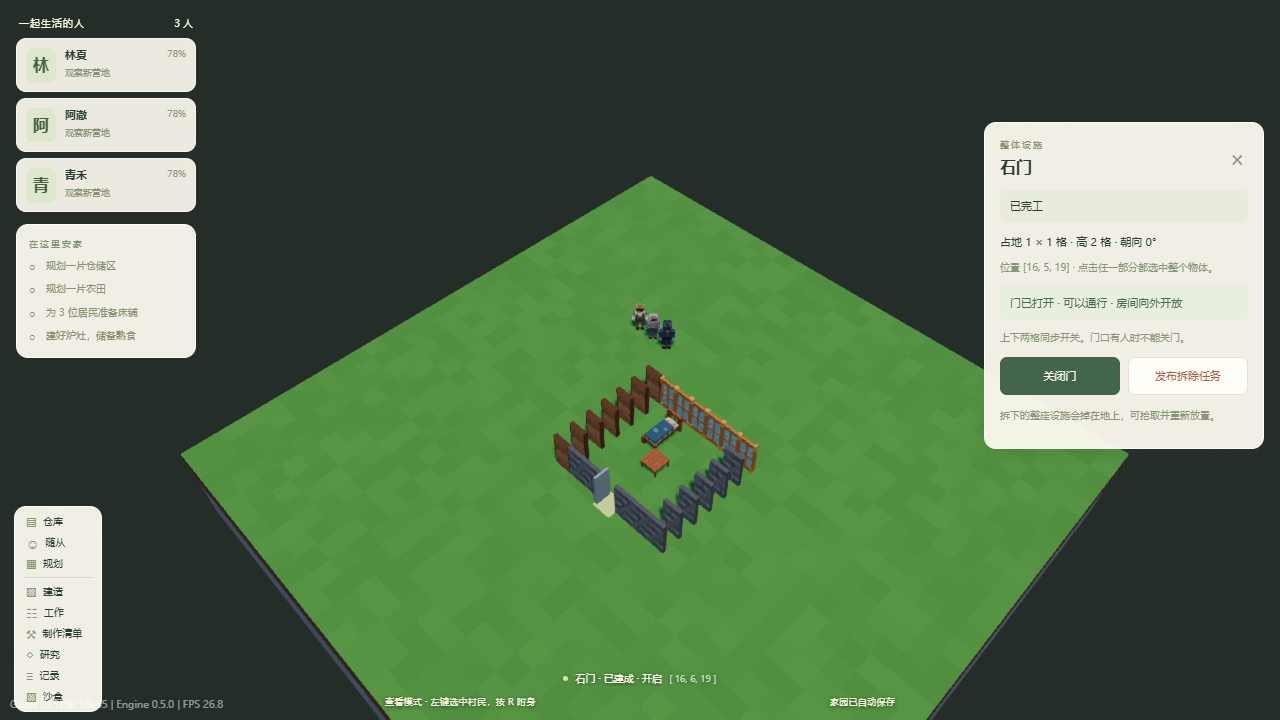 一起生活的人 3 人
林 林夏 78%
观察新营地
阿 阿澈 78%
观察新营地
青 青禾 78%
观察新营地
在这里安家
规划一片仓储区
规划一片农田
为 3 位居民准备床铺
建好炉灶，储备熟食
仓库
随从
规划
建造
工作
制作清单
研究
记录
沙盒
5 | Engine 0.5.0 | FPS 26.8
整体设施
石门
已完工
占地 1 × 1 格 · 高 2 格 · 朝向 0°
位置 [16, 5, 19] · 点击任一部分都选中整个物体。
门已打开 · 可以通行 · 房间向外开放
上下两格同步开关。门口有人时不能关门。
关闭门 发布拆除任务
拆下的整座设施会掉在地上，可拾取并重新放置。
石门 · 已建成 · 开启 [ 16, 6, 19 ]
查看模式 · 左键选中村民，按 R 附身
家园已自动保存